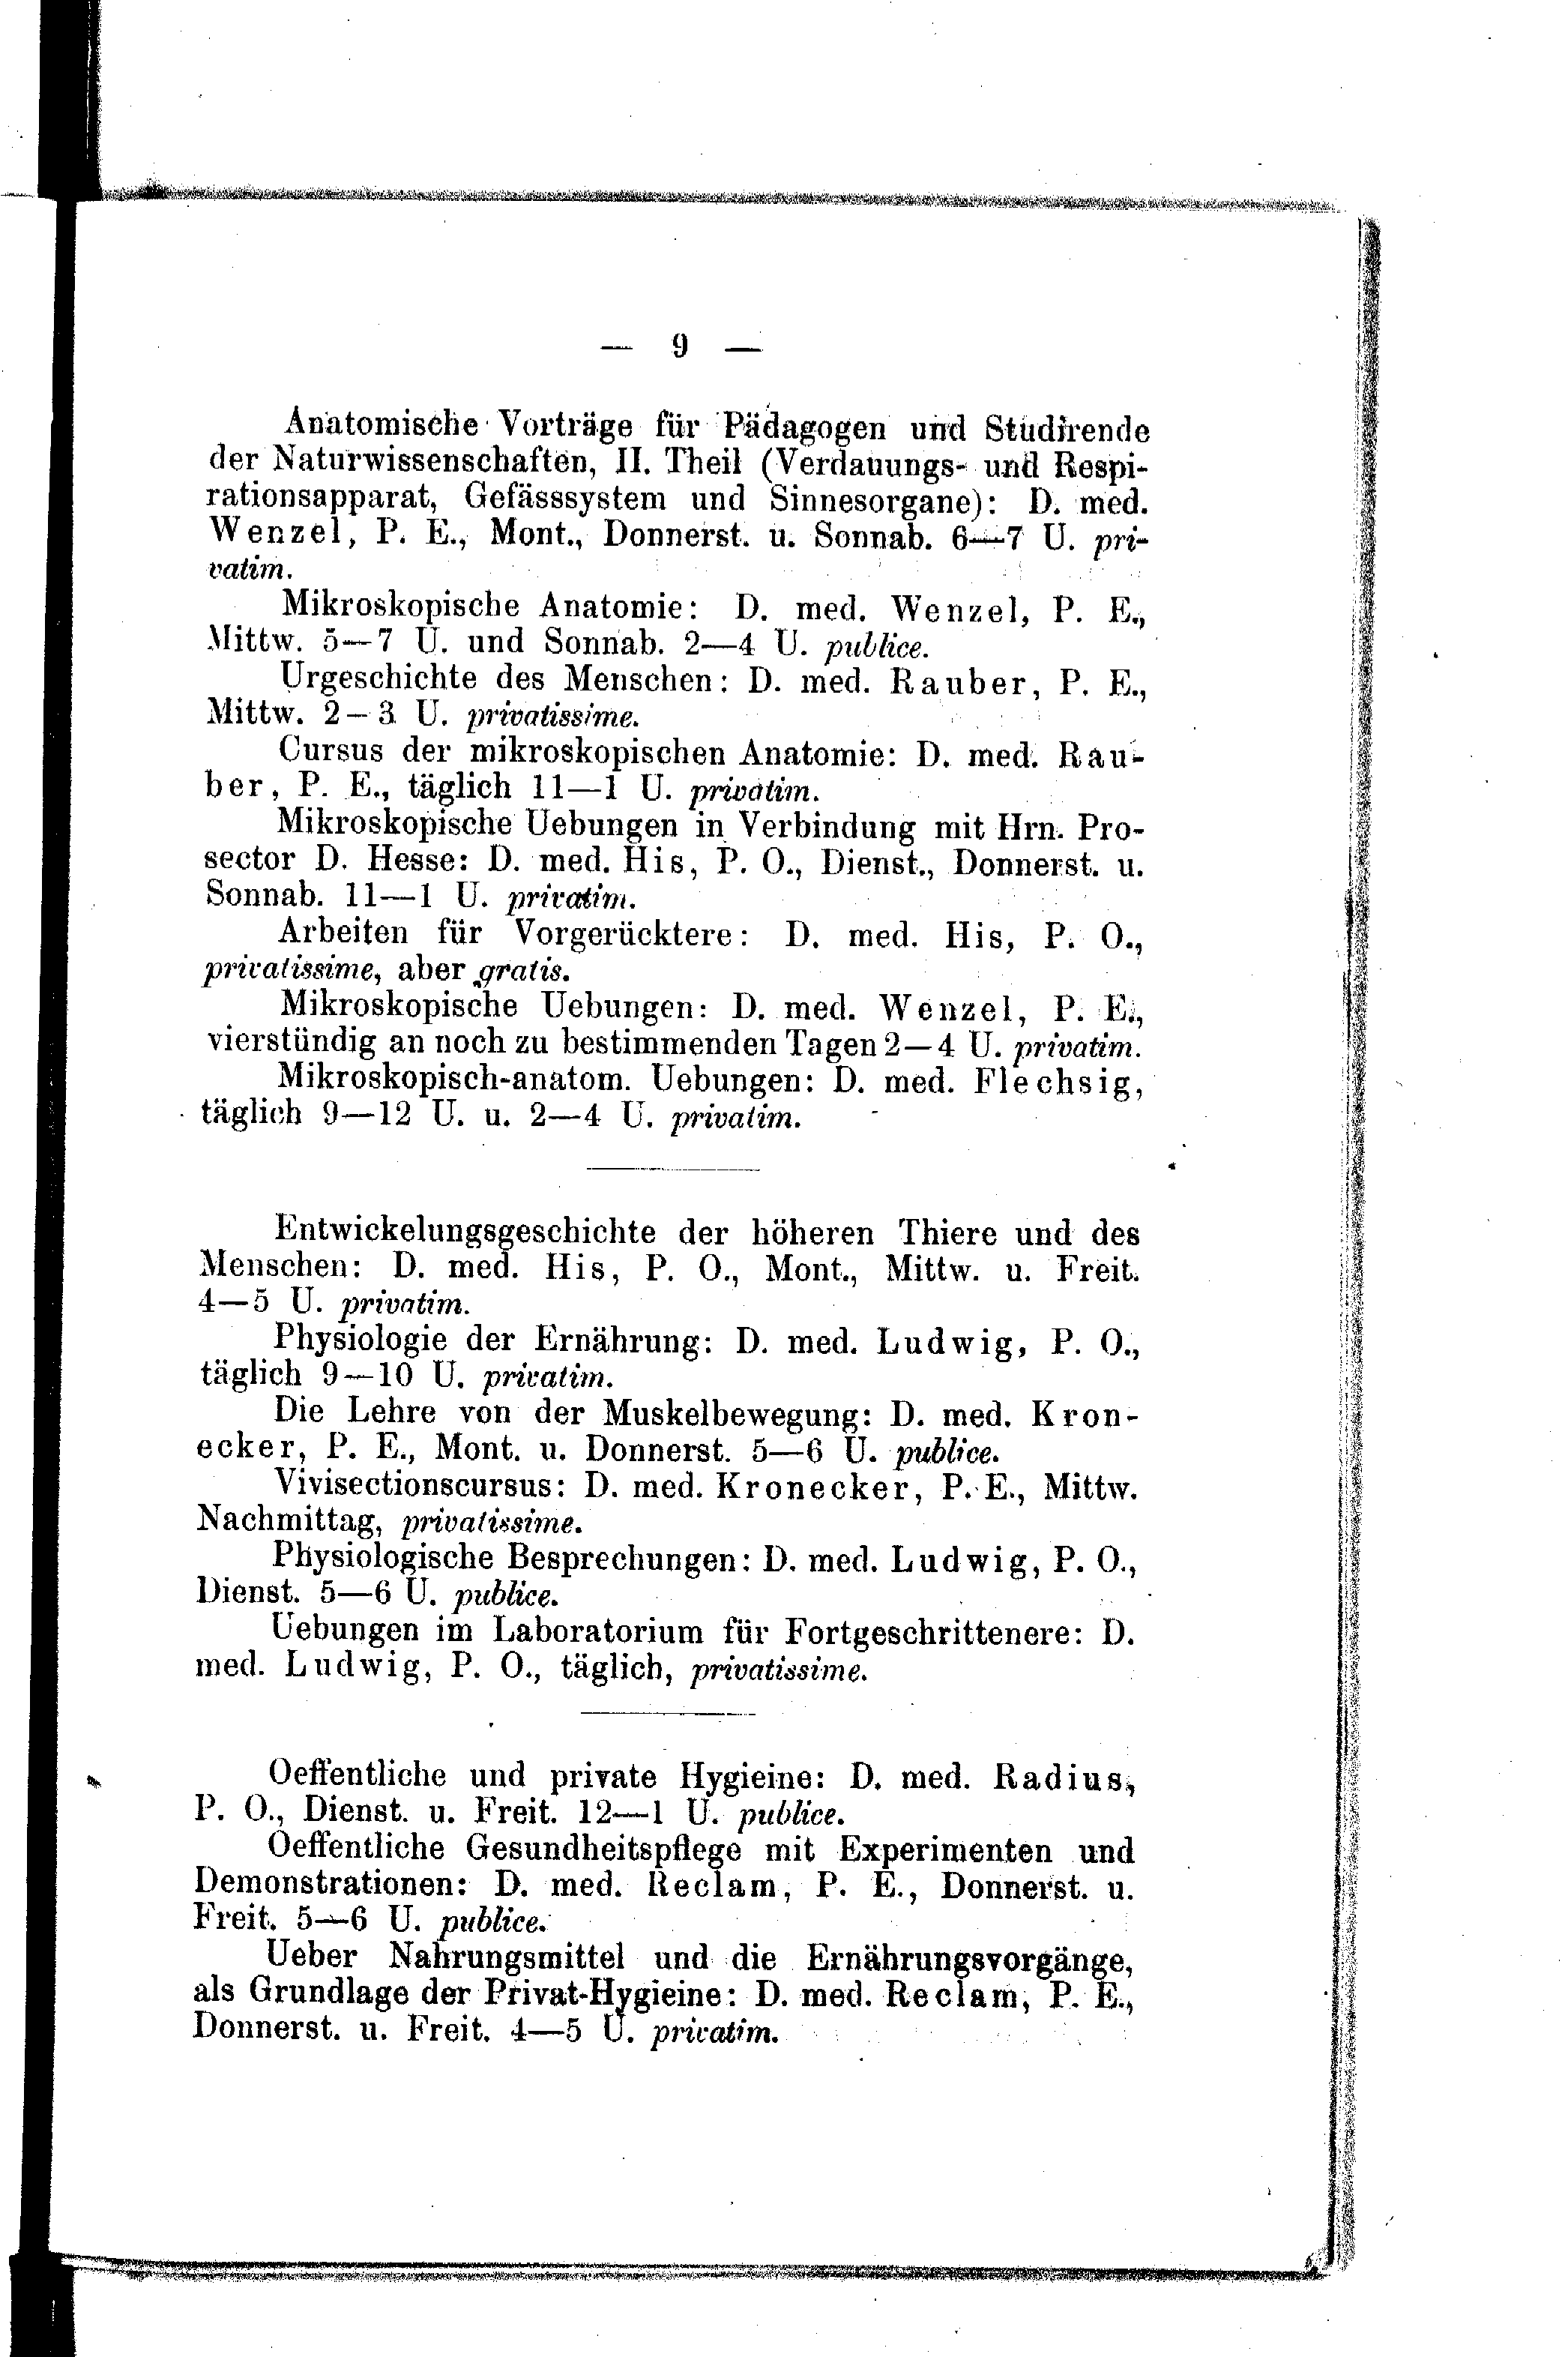 — 9 —
Anatomische Vorträge für Pädagogen und Studirende
der Naturwissenschaften, II. Theil (Verdauungs- und Respi-
rationsapparat, Gefässsystem und Sinnesorgane): D. med.
Wenzel, P. E., Mont., Donnerst. u. Sonnab. 6—7 U. pri-
vatim.
Mikroskopische Anatomie: D. med. Wenzel, P. E.,
Mittw. 5—7 U. und Sonnab. 2—4 U. publice.
Urgeschichte des Menschen: D. med. Rauber, P. E.,
Mittw. 2—3 U. privatissime.
Cursus der mikroskopischen Anatomie: D. med. Rau-
ber, P. E., täglich 11—1 U. privatim.
Mikroskopische Uebungen in Verbindung mit Hrn. Pro-
sector D. Hesse: D. med. His, P. O., Dienst., Donnerst. u.
Sonnab. 11—1 U. privatim.
Arbeiten für Vorgerücktere: D. med. His, P. O.,
privatissime, aber gratis.
Mikroskopische Uebungen: D. med. Wenzel, P. E.,
vierstündig an noch zu bestimmenden Tagen 2—4 U. privatim.
Mikroskopisch-anatom. Uebungen: D. med. Flechsig,
täglich 9—12 U. u. 2—4 U. privatim.
Entwickelungsgeschichte der höheren Thiere und des
Menschen: D. med. His, P. O., Mont., Mittw. u. Freit.
4—5 U. privatim.
Physiologie der Ernährung: D. med. Ludwig, P. O.,
täglich 9—10 U. privatim.
Die Lehre von der Muskelbewegung: D. med. Kron-
ecker, P. E., Mont. u. Donnerst. 5—6 U. publice.
Vivisectionscursus: D. med. Kronecker, P. E., Mittw.
Nachmittag, privatissime.
Physiologische Besprechungen: D. med. Ludwig, P. O.,
Dienst. 5—6 U. publice.
Uebungen im Laboratorium für Fortgeschrittenere: D.
med. Ludwig, P. O., täglich, privatissime.
Oeffentliche und private Hygieine: D. med. Radius,
P. O., Dienst. u. Freit. 12—1 U. publice.
Oeffentliche Gesundheitspflege mit Experimenten und
Demonstrationen: D. med. Reclam, P. E., Donnerst. u.
Freit. 5—6 U. publice.
Ueber Nahrungsmittel und die Ernährungsvorgänge,
als Grundlage der Privat-Hygieine: D. med. Reclam, P. E.,
Donnerst. u. Freit. 4—5 U. privatim.